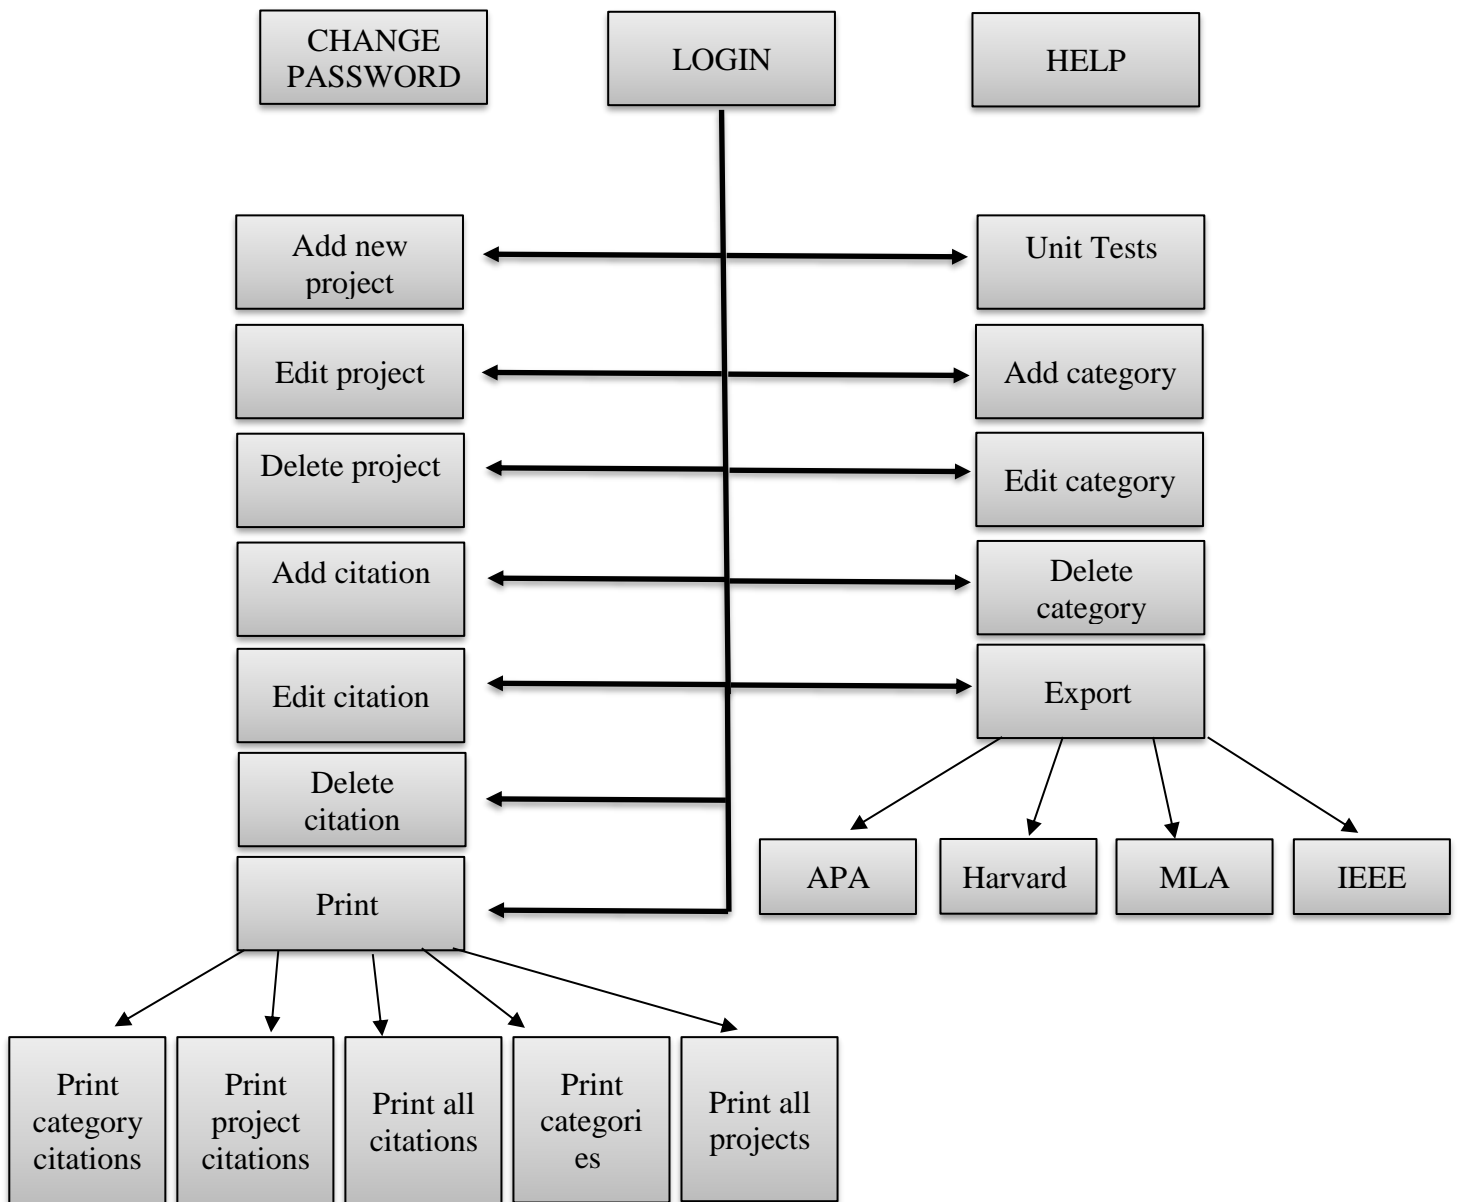 CHANGE
PASSWORD
LOGIN
HELP
Add new
project
Unit Tests
Edit project
Add category
Delete project
Edit category
Add citation
Delete
category
Edit citation
Export
Delete
citation
APA
Harvard
MLA
IEEE
Print
Print
category
citations
Print
project
citations
Print all
citations
Print
categori
es
Print all
projects